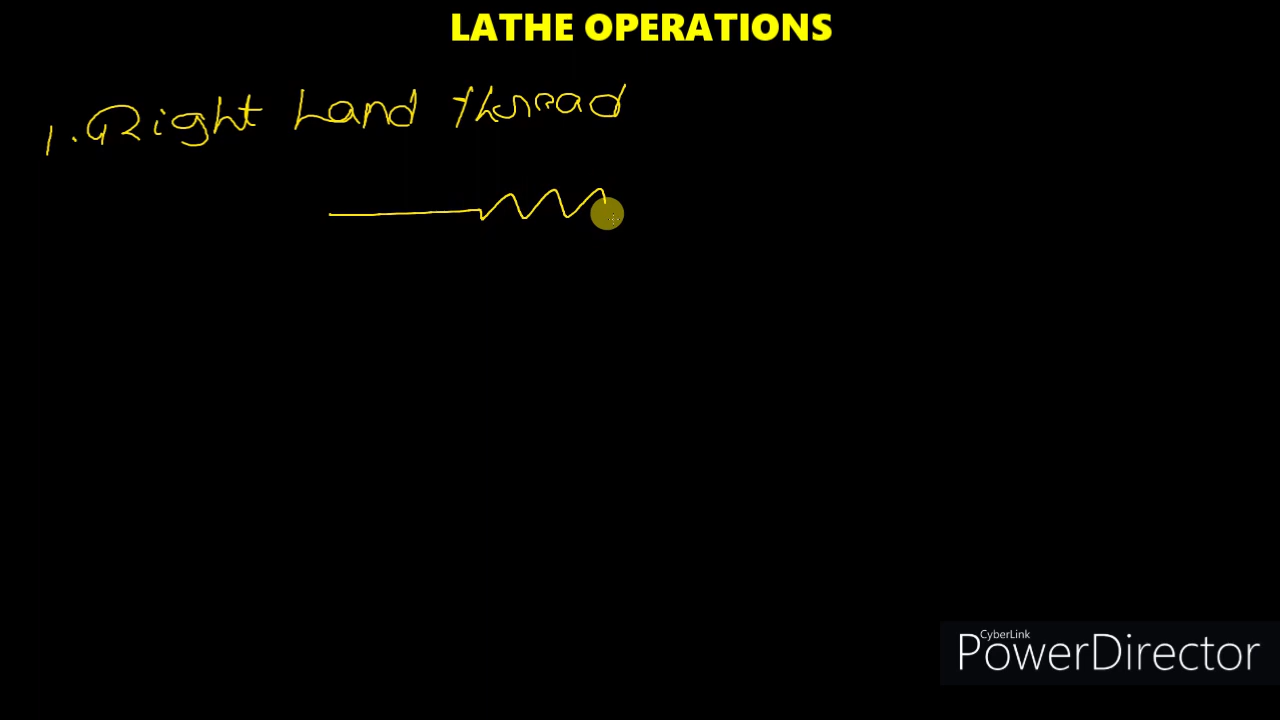 LATHE OPERATIONS
1. Right hand thread
CyberLink
PowerDirector